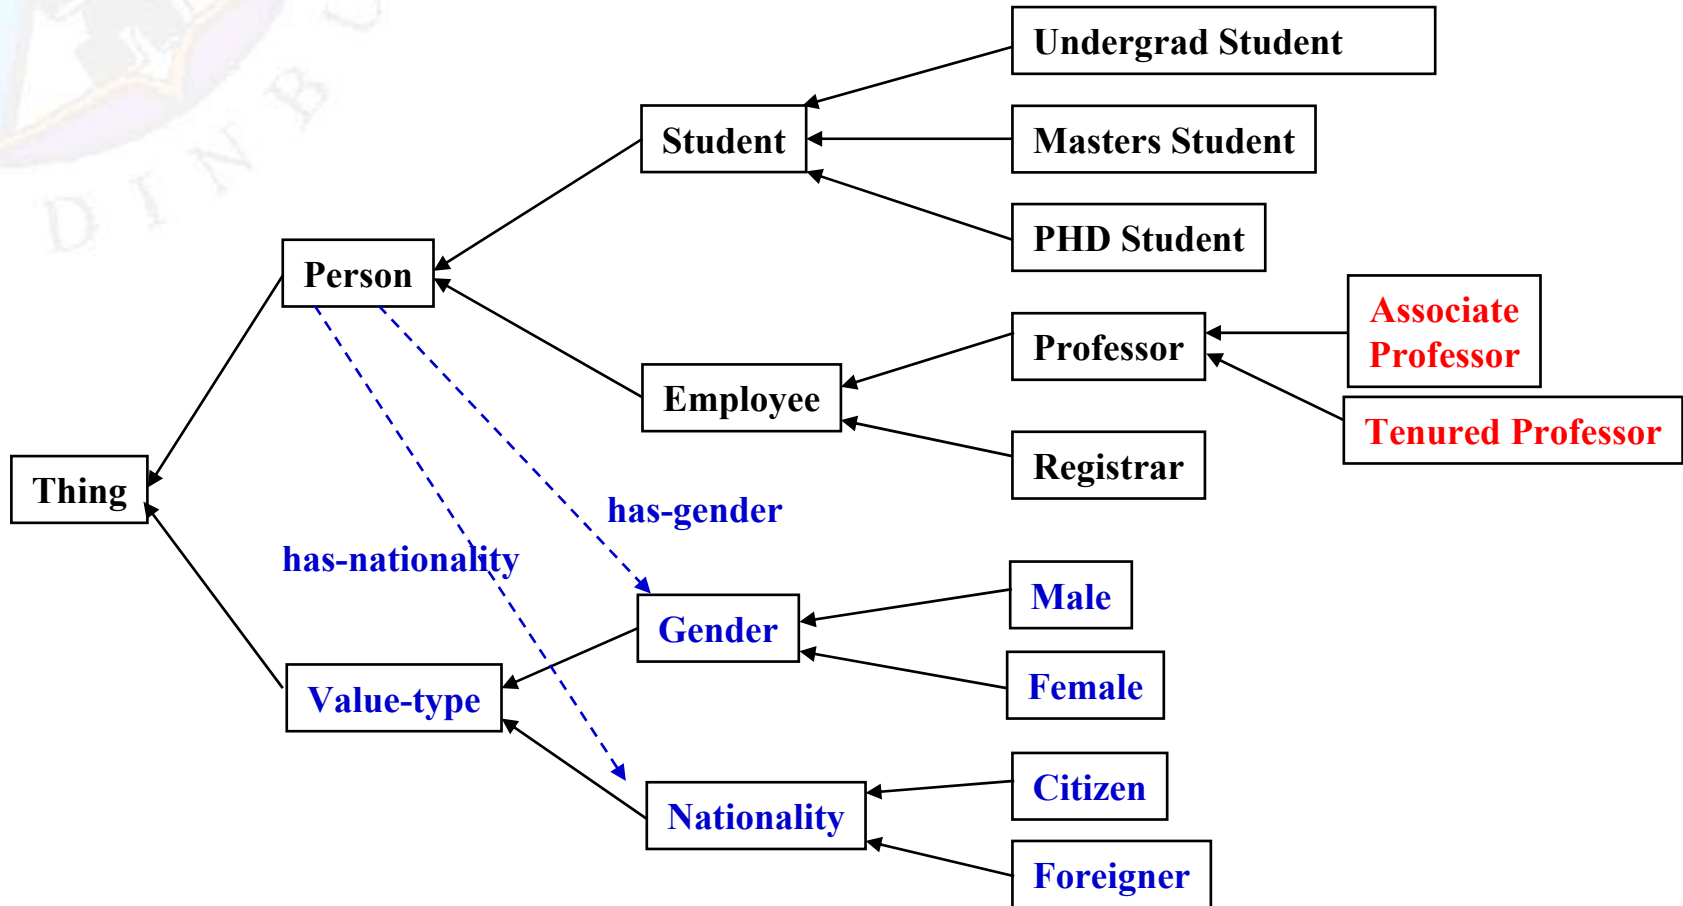 Undergrad Student
Student
Masters Student
PHD Student
Person
Associate
Professor
Professor
Employee
Tenured Professor
Registrar
Thing
has-gender
has-nationality
Male
Gender
Female
Value-type
Citizen
Nationality
Foreigner
DINBU